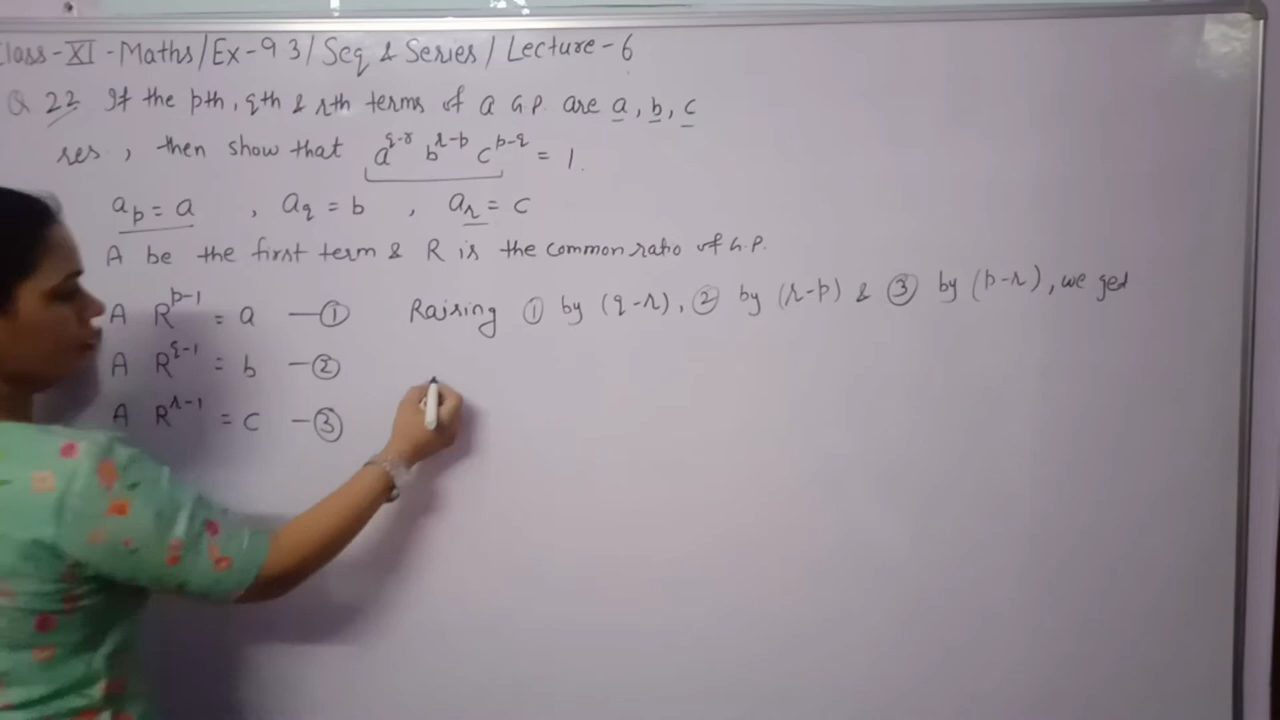 Class-XI-Maths/Ex-9 3/Seq & Series/Lecture-6
Q 22 If the pth, qth & rth terms of a G.P. are a, b, c
res, then show that a^{q-r} b^{r-p} c^{p-q} = 1.
a_p = a , a_q = b , a_r = c
A be the first term & R is the common ratio of G.P.
A R^{p-1} = a —① Raising ① by (q-r), ② by (r-p) & ③ by (p-r), we get
A R^{q-1} = b —②
A R^{r-1} = c —③